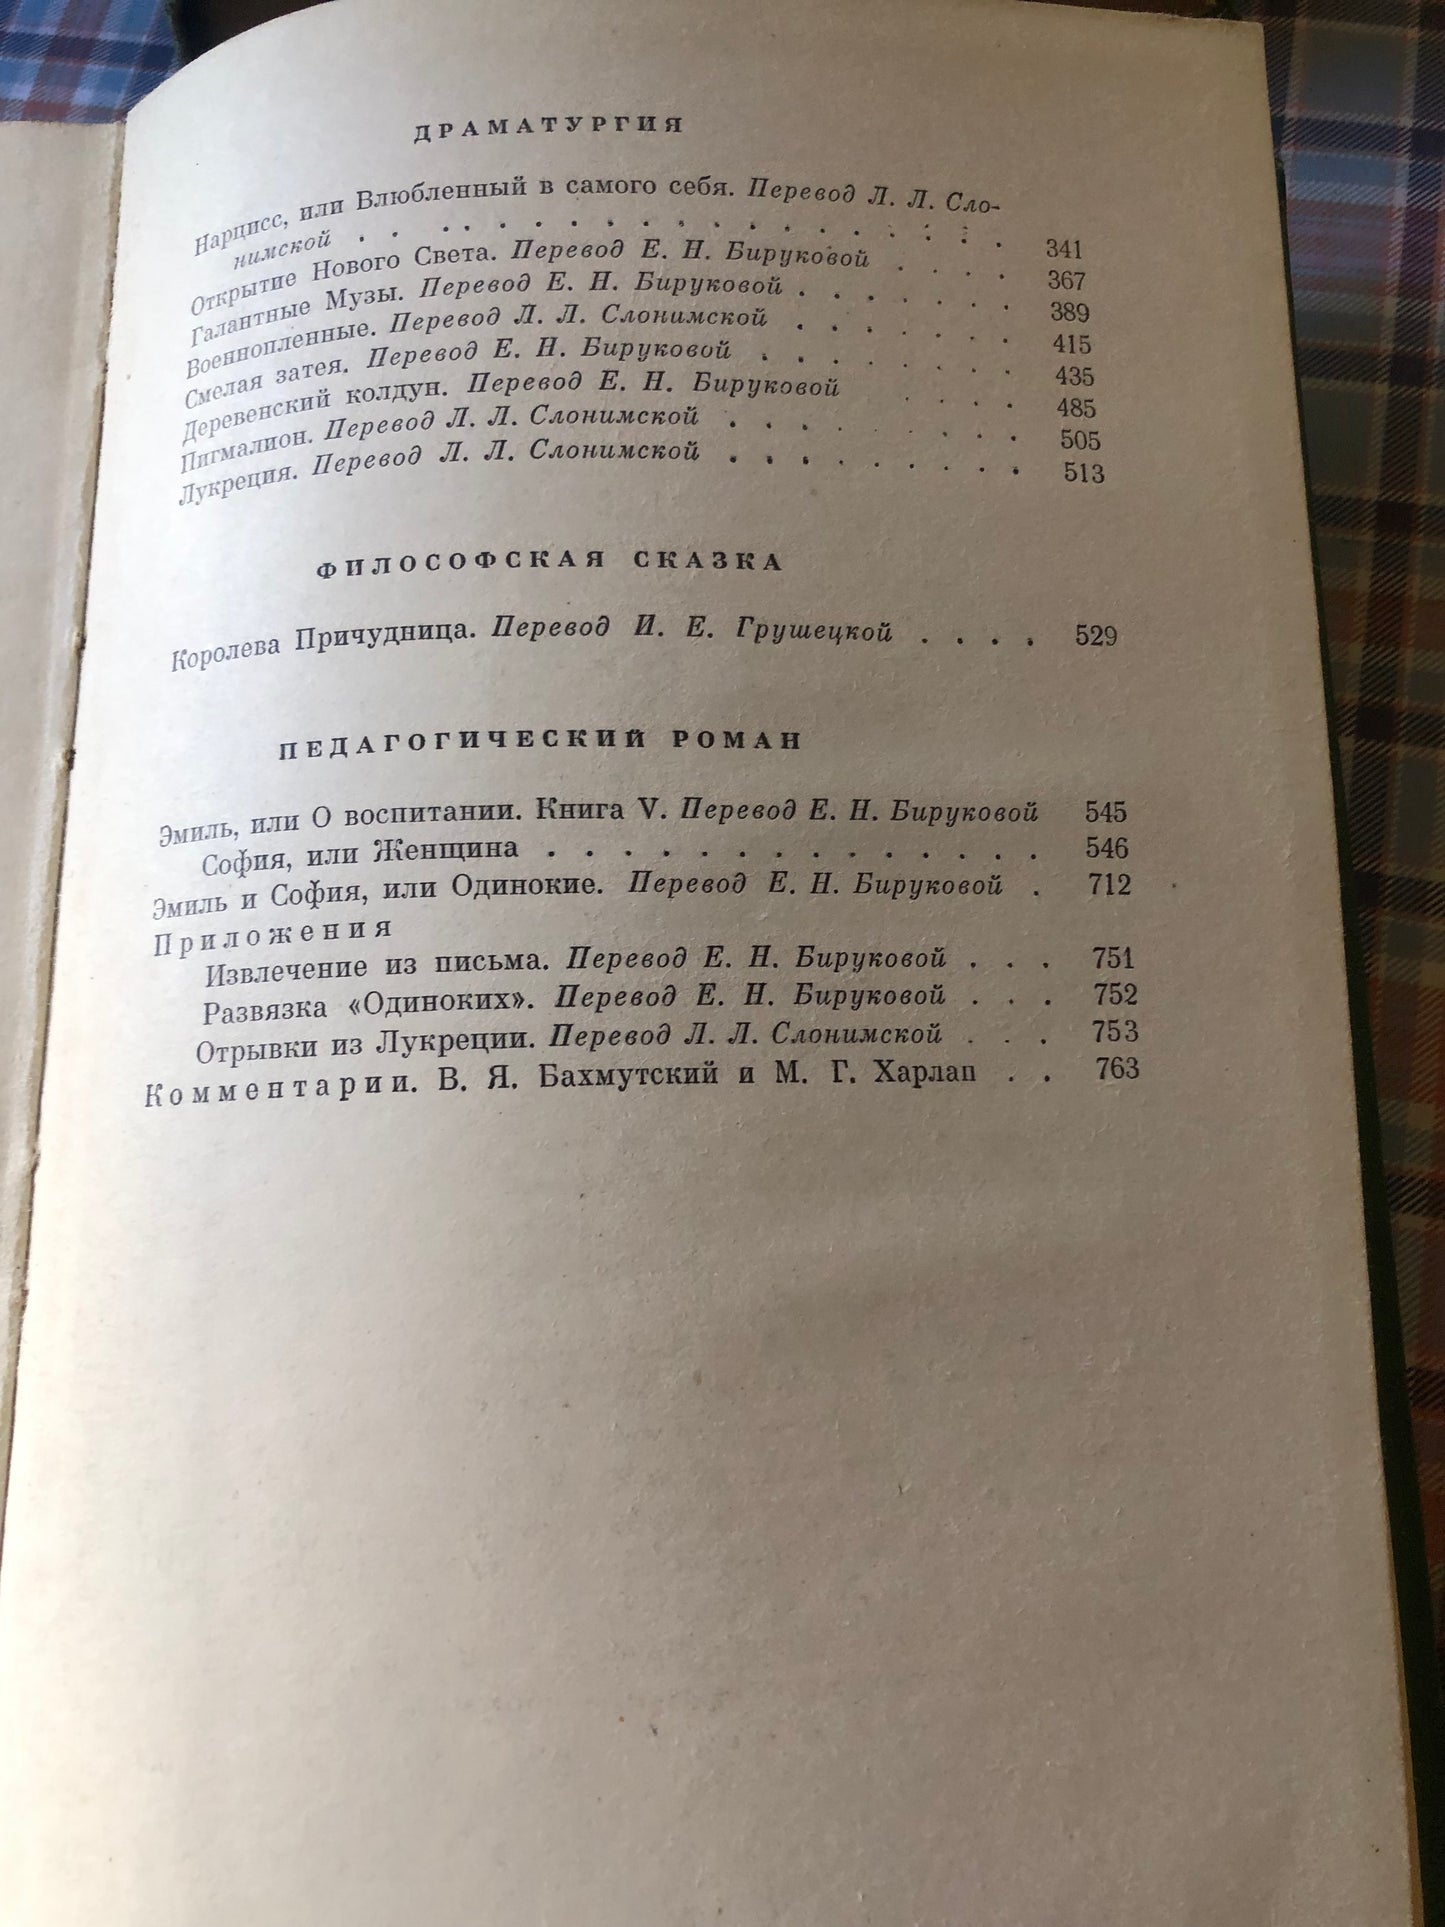 ДРАМАТУРГИЯ
Нарцисс, или Влюбленный в самого себя. Перевод Л. Л. Сло-
нимской . . . . . . . . . . . . . . . . . 341
Открытие Нового Света. Перевод Е. Н. Бируковой . . . . 367
Галантные Музы. Перевод Е. Н. Бируковой . . . . . . 389
Военнопленные. Перевод Л. Л. Слонимской . . . . . . 415
Смелая затея. Перевод Е. Н. Бируковой . . . . . . . 435
Деревенский колдун. Перевод Е. Н. Бируковой . . . . 485
Пигмалион. Перевод Л. Л. Слонимской . . . . . . . . 505
Лукреция. Перевод Л. Л. Слонимской . . . . . . . . . 513
ФИЛОСОФСКАЯ СКАЗКА
Королева Причудница. Перевод И. Е. Грушецкой . . . . 529
ПЕДАГОГИЧЕСКИЙ РОМАН
Эмиль, или О воспитании. Книга V. Перевод Е. Н. Бируковой 545
София, или Женщина . . . . . . . . . . . . . . 546
Эмиль и София, или Одинокие. Перевод Е. Н. Бируковой . 712
Приложения
Извлечение из письма. Перевод Е. Н. Бируковой . . . 751
Развязка «Одиноких». Перевод Е. Н. Бируковой . . . 752
Отрывки из Лукреции. Перевод Л. Л. Слонимской . . . 753
Комментарии. В. Я. Бахмутский и М. Г. Харлап . . 763